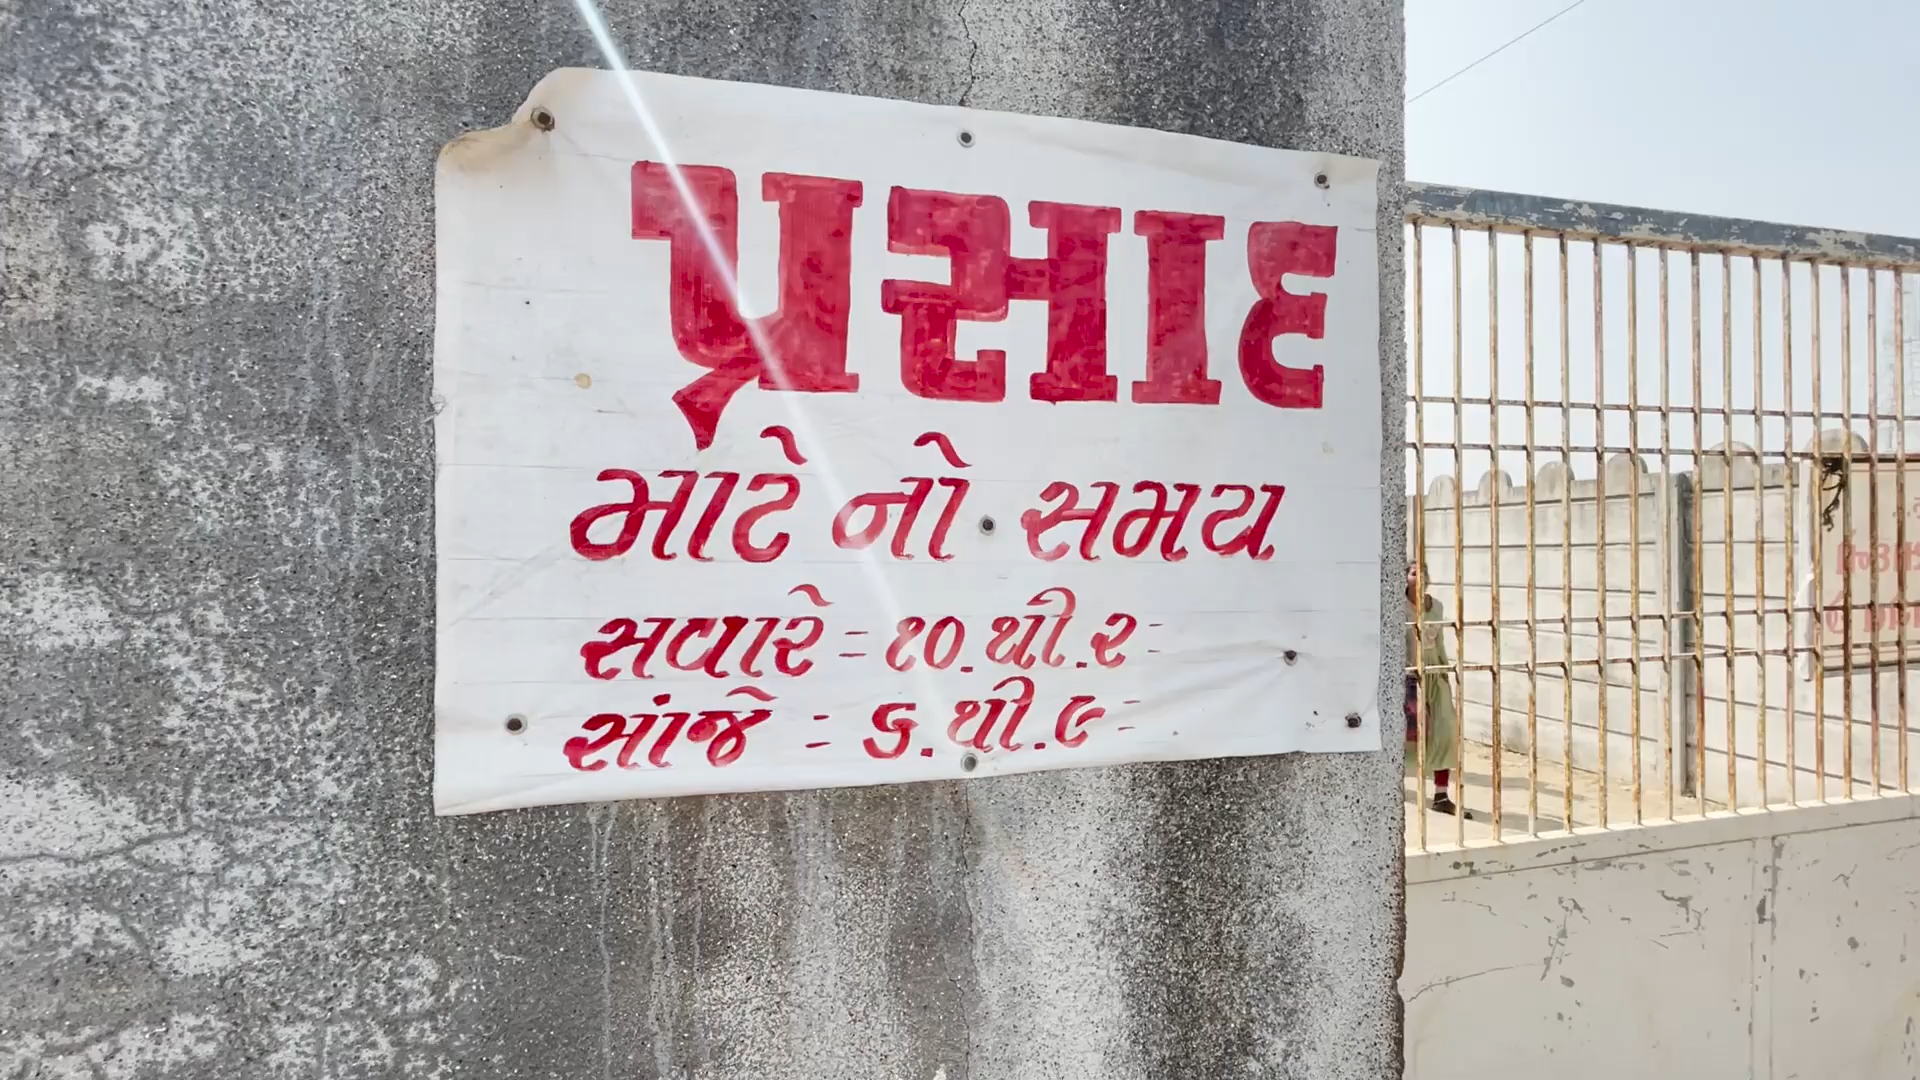 પ્રસાદ
માટે નો સમય
સવારે = ૧૦.થી.૨=
સાંજે = ૬.થી.૯=